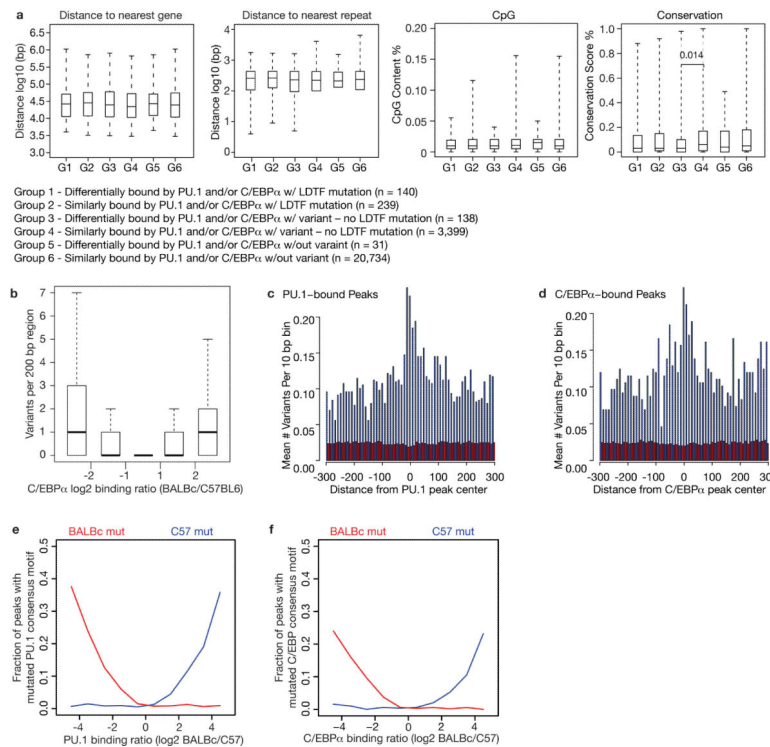 a
Distance to nearest gene
Distance to nearest repeat
CpG
Conservation
Distance log10 (bp)
6.5
6.0
5.5
5.0
4.5
4.0
3.5
3.0
G1 G2 G3 G4 G5 G6
Distance log10 (bp)
4
3
2
1
0
G1 G2 G3 G4 G5 G6
CpG Content %
0.20
0.15
0.10
0.05
0.00
G1 G2 G3 G4 G5 G6
Conservation Score %
1.0
0.8
0.6
0.4
0.2
0.0
0.014
G1 G2 G3 G4 G5 G6
Group 1 - Differentially bound by PU.1 and/or C/EBPα w/ LDTF mutation (n = 140)
Group 2 - Similarly bound by PU.1 and/or C/EBPα w/ LDTF mutation (n = 239)
Group 3 - Differentially bound by PU.1 and/or C/EBPα w/ variant – no LDTF mutation (n = 138)
Group 4 - Similarly bound by PU.1 and/or C/EBPα w/ variant – no LDTF mutation (n = 3,399)
Group 5 - Differentially bound by PU.1 and/or C/EBPα w/out varaint (n = 31)
Group 6 - Similarly bound by PU.1 and/or C/EBPα w/out variant (n = 20,734)
b
Variants per 200 bp region
7
6
5
4
3
2
1
0
-2 -1 1 2
C/EBPα log2 binding ratio (BALBc/C57BL6)
c PU.1-bound Peaks
Mean # Variants Per 10 bp bin
0.20
0.15
0.10
0.05
0.00
-300 -200 -100 0 100 200 300
Distance from PU.1 peak center
d C/EBPα-bound Peaks
Mean # Variants Per 10 bp bin
0.20
0.15
0.10
0.05
0.00
-300 -200 -100 0 100 200 300
Distance from C/EBPα peak center
e
BALBc mut C57 mut
Fraction of peaks with
mutated PU.1 consensus motif
0.5
0.4
0.3
0.2
0.1
0.0
-4 -2 0 2 4
PU.1 binding ratio (log2 BALBc/C57)
f
BALBc mut C57 mut
Fraction of peaks with
mutated C/EBP consensus motif
0.5
0.4
0.3
0.2
0.1
0.0
-4 -2 0 2 4
C/EBPα binding ratio (log2 BALBc/C57)